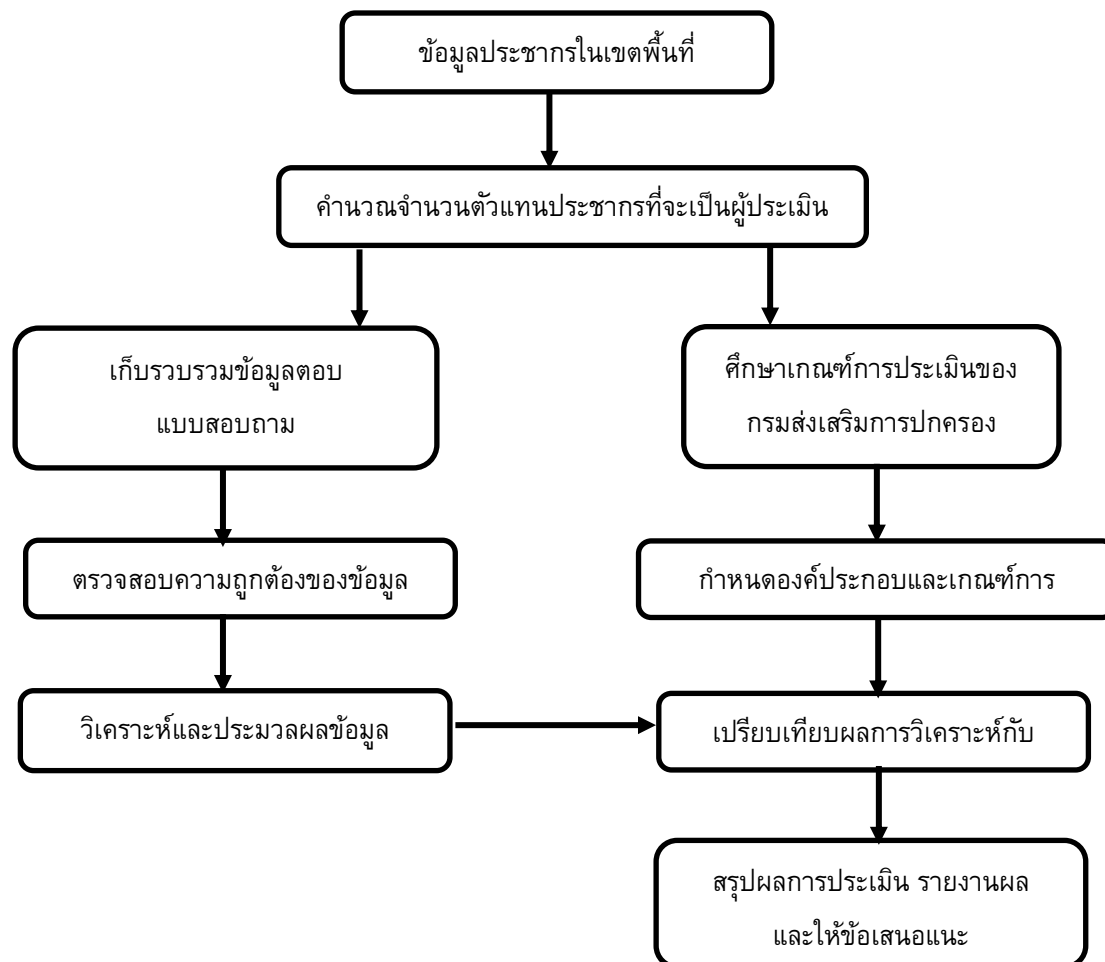 ข้อมูลประชากรในเขตพื้นที่
คำนวณจำนวนตัวแทนประชากรที่จะเป็นผู้ประเมิน
เก็บรวบรวมข้อมูลตอบ
แบบสอบถาม
ศึกษาเกณฑ์การประเมินของ
กรมส่งเสริมการปกครอง
ตรวจสอบความถูกต้องของข้อมูล
กำหนดองค์ประกอบและเกณฑ์การ
วิเคราะห์และประมวลผลข้อมูล
เปรียบเทียบผลการวิเคราะห์กับ
สรุปผลการประเมิน รายงานผล
และให้ข้อเสนอแนะ